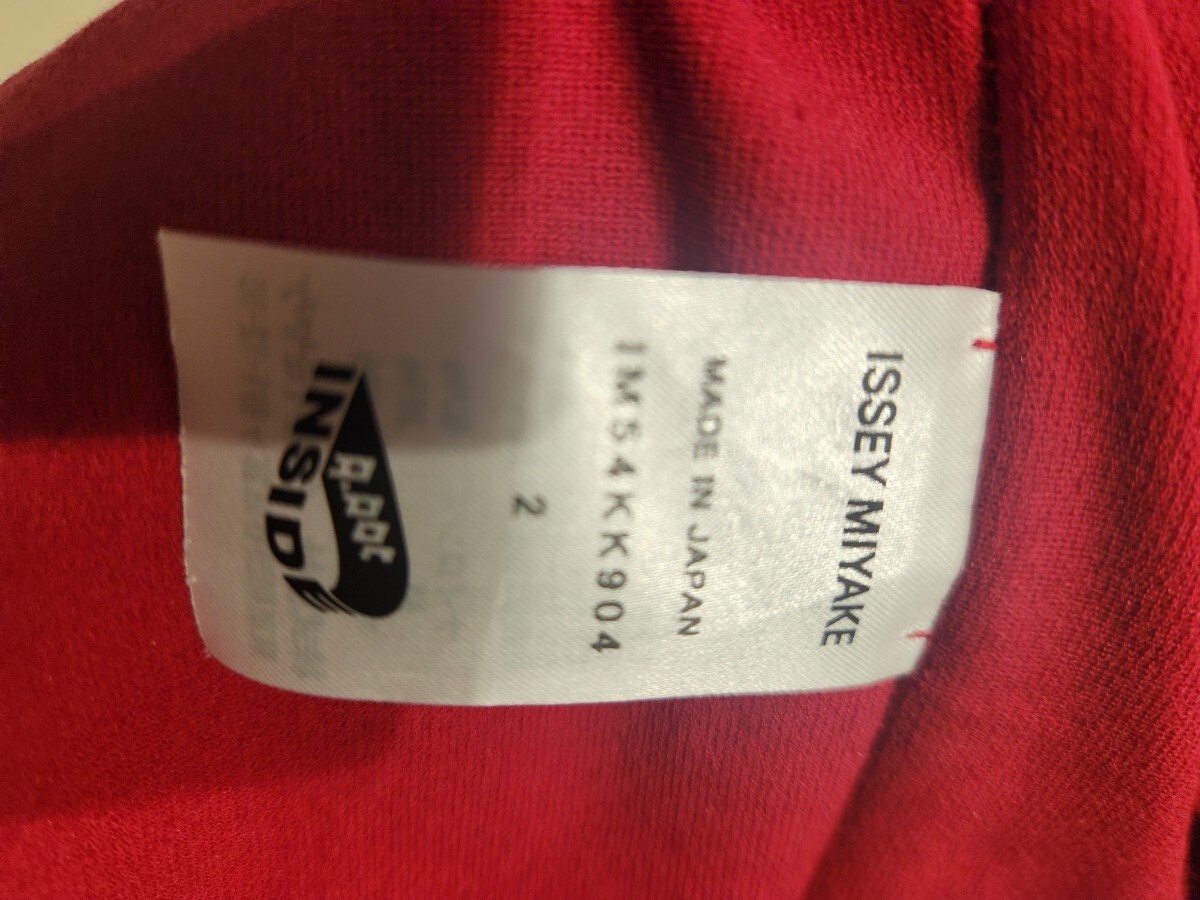 ISSEY MIYAKE
MADE IN JAPAN
IM54KK904
2
A-POC
INSIDE